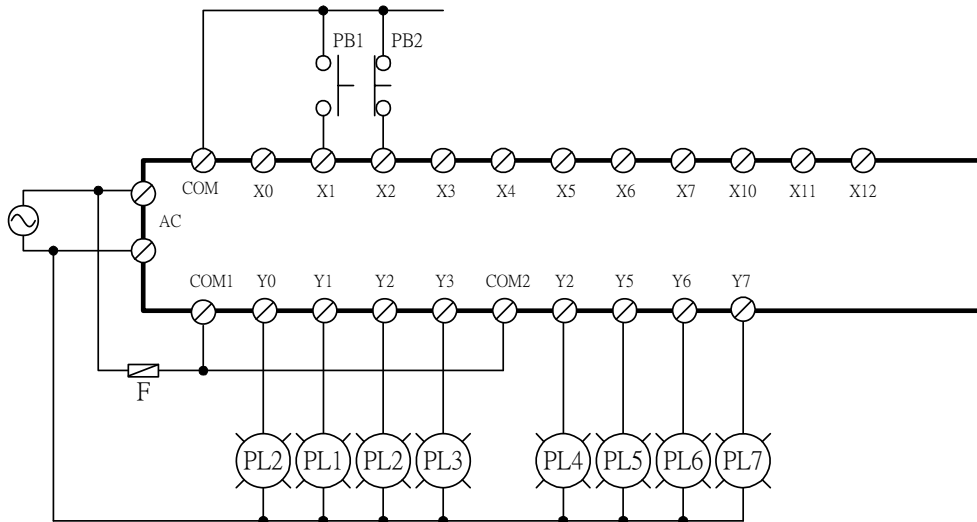 PB1 PB2
COM X0 X1 X2 X3 X4 X5 X6 X7 X10 X11 X12
AC
COM1 Y0 Y1 Y2 Y3 COM2 Y2 Y5 Y6 Y7
F
PL2 PL1 PL2 PL3 PL4 PL5 PL6 PL7